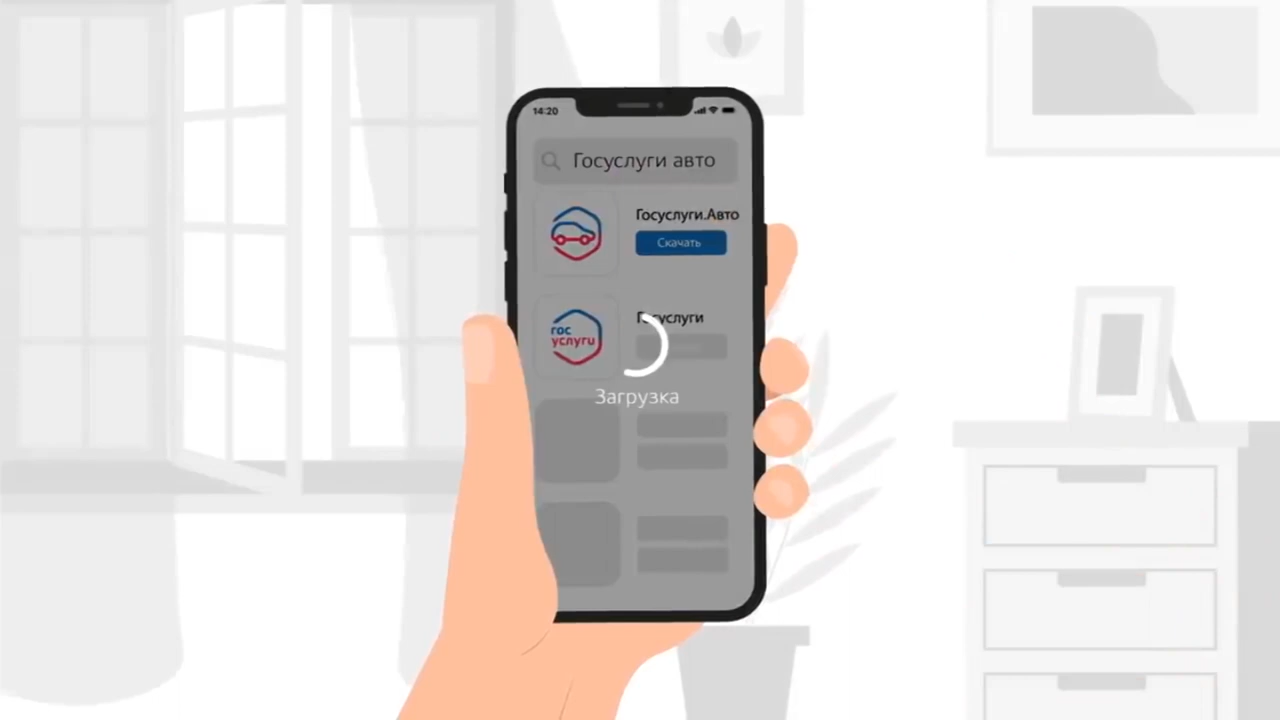 14:20
Госуслуги авто
Госуслуги.Авто
Скачать
Госуслуги
гос
услуги
Загрузка